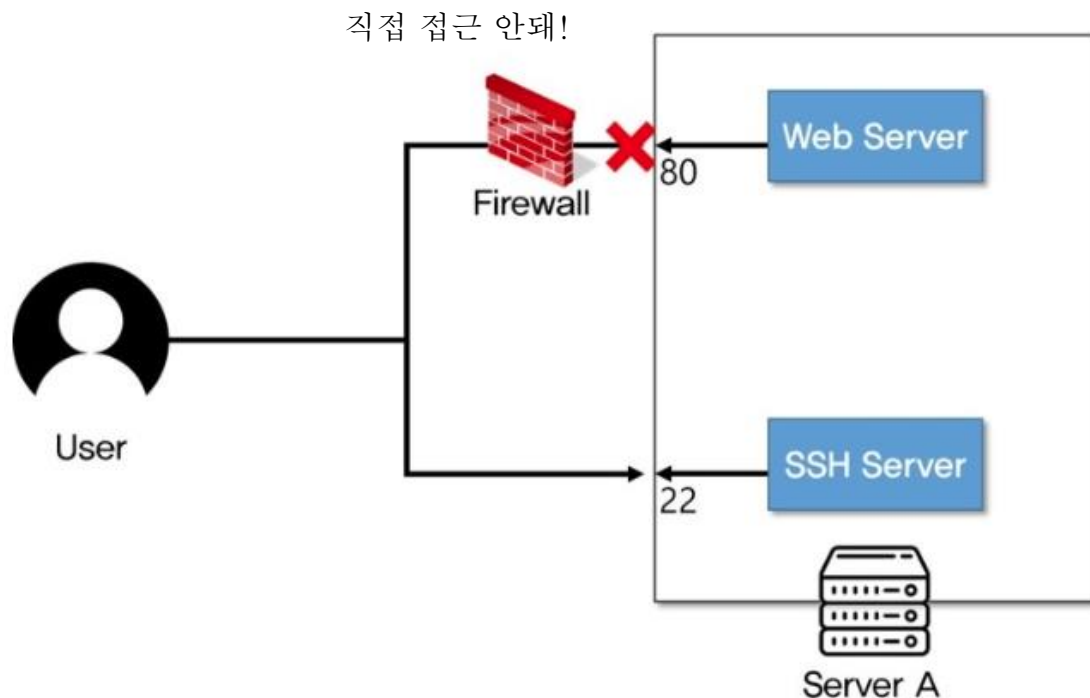 직접 접근 안돼!
Web Server
80
Firewall
User
SSH Server
22
Server A